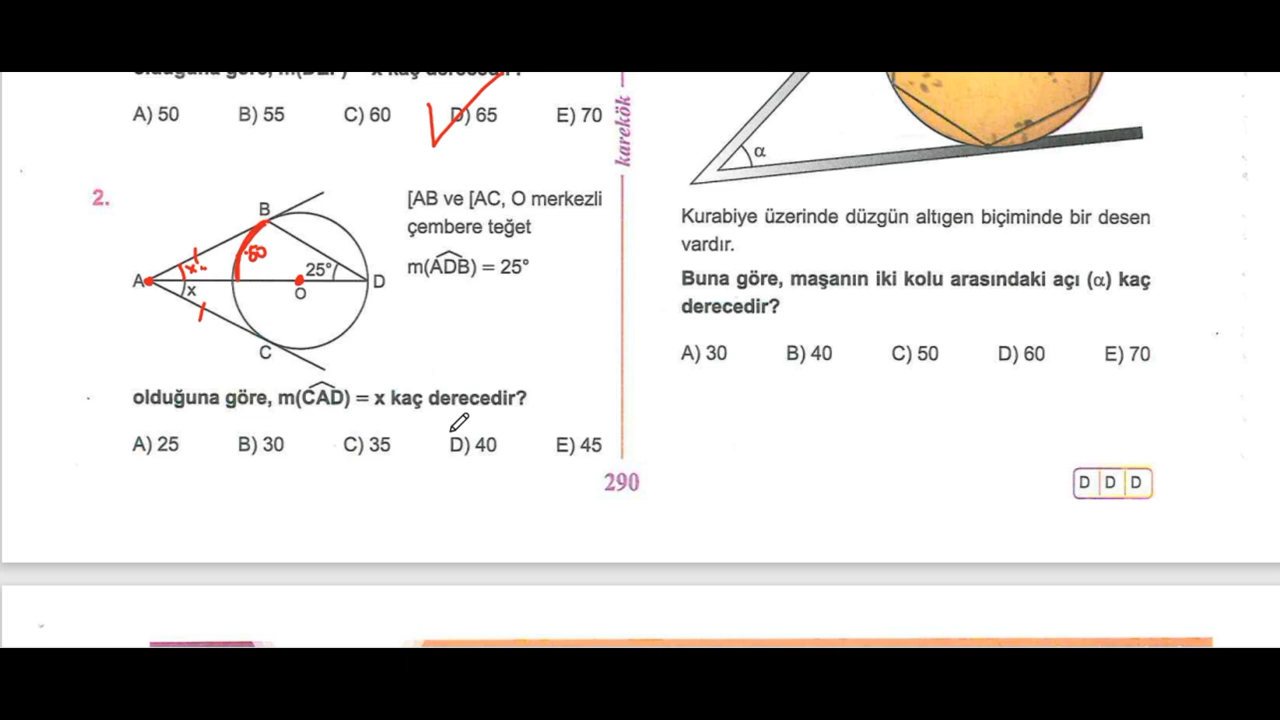 A) 50 B) 55 C) 60 D) 65 E) 70
2.
[AB ve [AC, O merkezli
çembere teğet
m(ADB) = 25°
B
50
x
A
x
25°
O
D
C
olduğuna göre, m(CAD) = x kaç derecedir?
A) 25 B) 30 C) 35 D) 40 E) 45
karekök
290
α
Kurabiye üzerinde düzgün altıgen biçiminde bir desen
vardır.
Buna göre, maşanın iki kolu arasındaki açı (α) kaç
derecedir?
A) 30 B) 40 C) 50 D) 60 E) 70
D D D